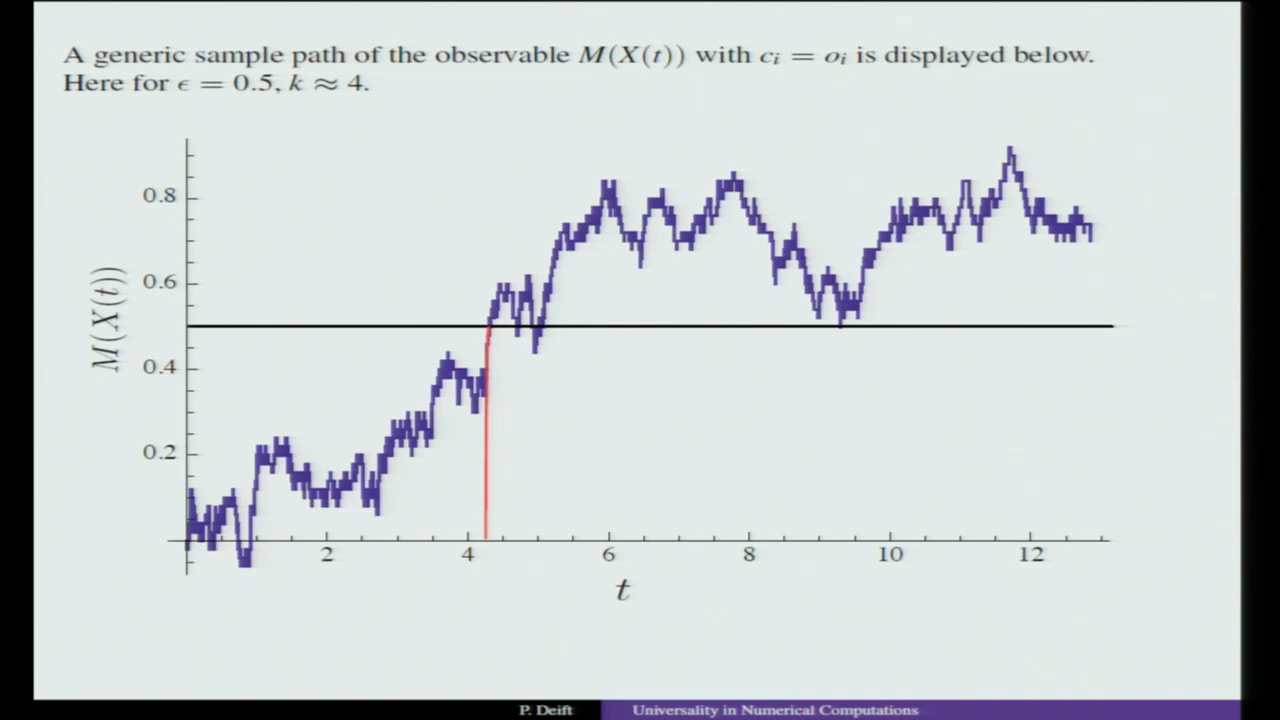 A generic sample path of the observable M(X(t)) with cᵢ = oᵢ is displayed below.
Here for ϵ = 0.5, k ≈ 4.
0.8
0.6
0.4
0.2
M(X(t))
2 4 6 8 10 12
t
P. Deift Universality in Numerical Computations